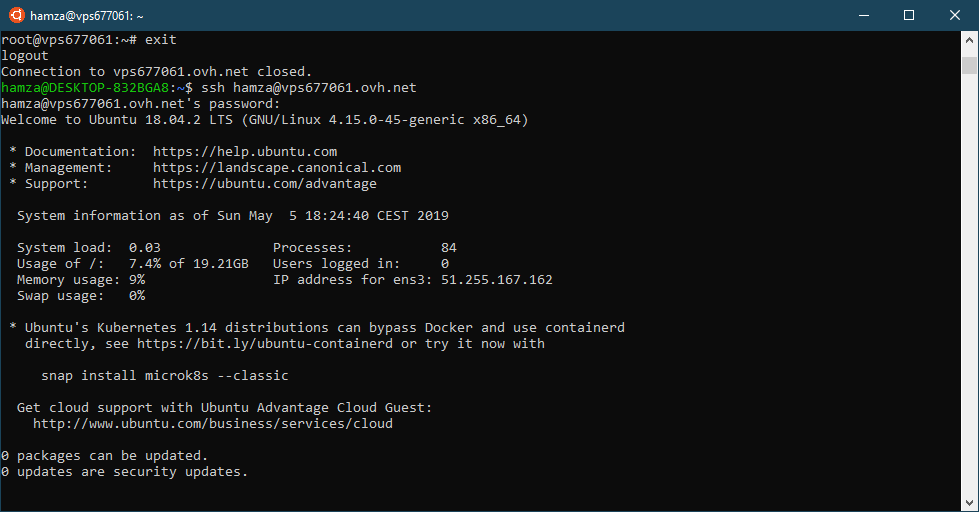 hamza@vps677061: ~
root@vps677061:~# exit
logout
Connection to vps677061.ovh.net closed.
hamza@DESKTOP-832BGA8:~$ ssh hamza@vps677061.ovh.net
hamza@vps677061.ovh.net's password:
Welcome to Ubuntu 18.04.2 LTS (GNU/Linux 4.15.0-45-generic x86_64)
* Documentation:  https://help.ubuntu.com
* Management:     https://landscape.canonical.com
* Support:        https://ubuntu.com/advantage
System information as of Sun May  5 18:24:40 CEST 2019
System load:  0.03              Processes:           84
Usage of /:   7.4% of 19.21GB   Users logged in:     0
Memory usage: 9%                IP address for ens3: 51.255.167.162
Swap usage:   0%
* Ubuntu's Kubernetes 1.14 distributions can bypass Docker and use containerd
directly, see https://bit.ly/ubuntu-containerd or try it now with
snap install microk8s --classic
Get cloud support with Ubuntu Advantage Cloud Guest:
http://www.ubuntu.com/business/services/cloud
0 packages can be updated.
0 updates are security updates.